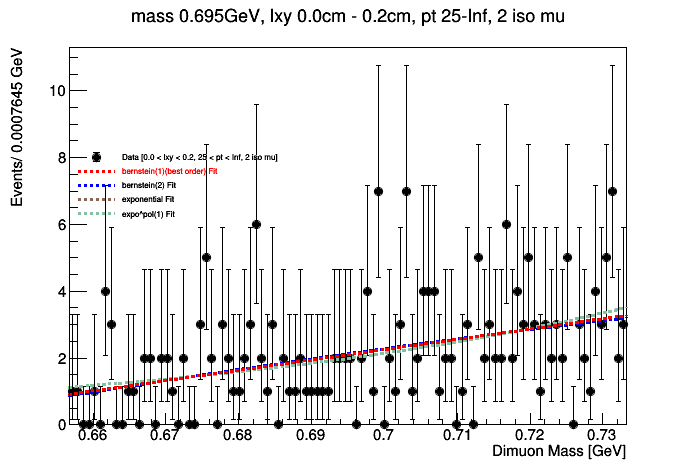 mass 0.695GeV, lxy 0.0cm - 0.2cm, pt 25-Inf, 2 iso mu
Events/ 0.0007645 GeV
10
8
6
4
2
0
Data [0.0 < lxy < 0.2, 25 < pt < Inf, 2 iso mu]
bernstein(1)(best order) Fit
bernstein(2) Fit
exponential Fit
expo*pol(1) Fit
0.66 0.67 0.68 0.69 0.7 0.71 0.72 0.73
Dimuon Mass [GeV]